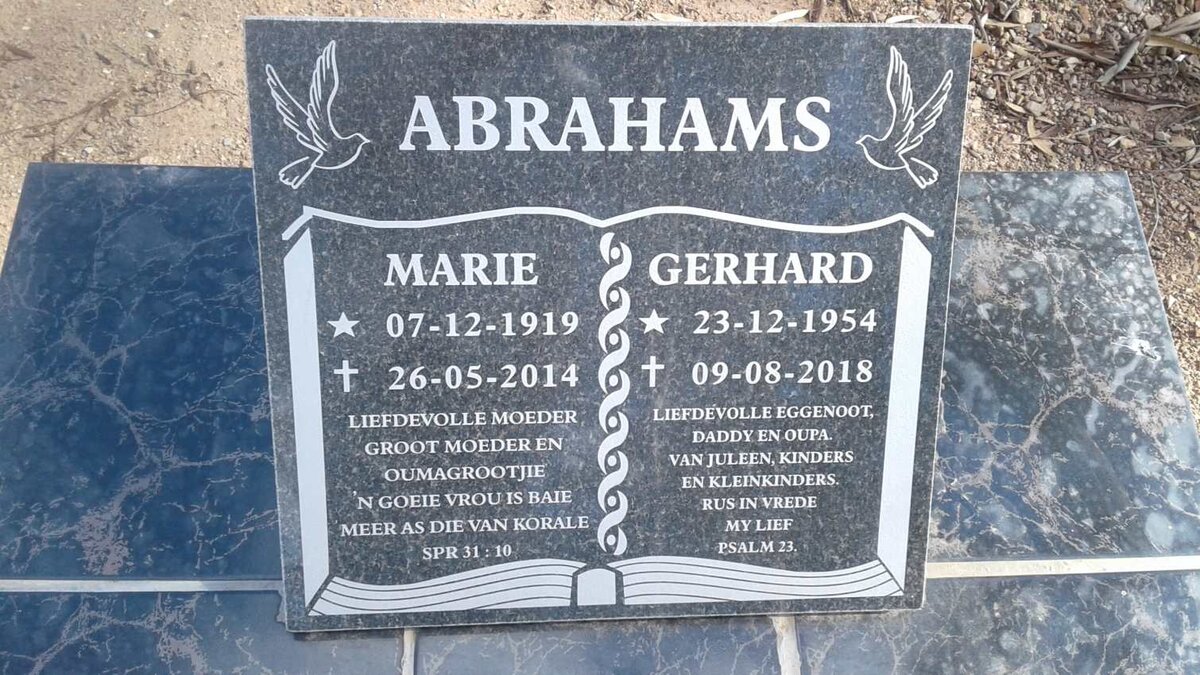 ABRAHAMS
MARIE
★ 07-12-1919
✝ 26-05-2014
LIEFDEVOLLE MOEDER
GROOT MOEDER EN
OUMAGROOTJIE
'N GOEIE VROU IS BAIE
MEER AS DIE VAN KORALE
SPR 31 : 10
GERHARD
★ 23-12-1954
✝ 09-08-2018
LIEFDEVOLLE EGGENOOT,
DADDY EN OUPA.
VAN JULEEN, KINDERS
EN KLEINKINDERS.
RUS IN VREDE
MY LIEF
PSALM 23.